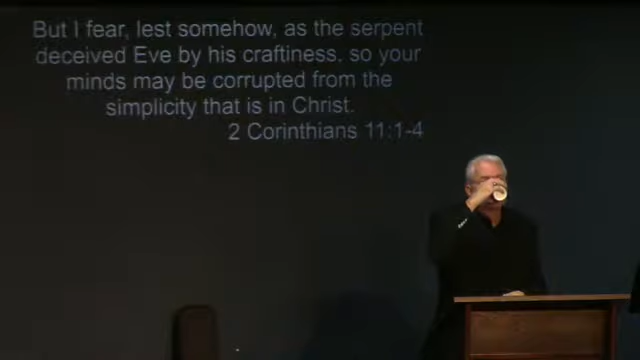 But I fear, lest somehow, as the serpent
deceived Eve by his craftiness. so your
minds may be corrupted from the
simplicity that is in Christ.
2 Corinthians 11:1-4